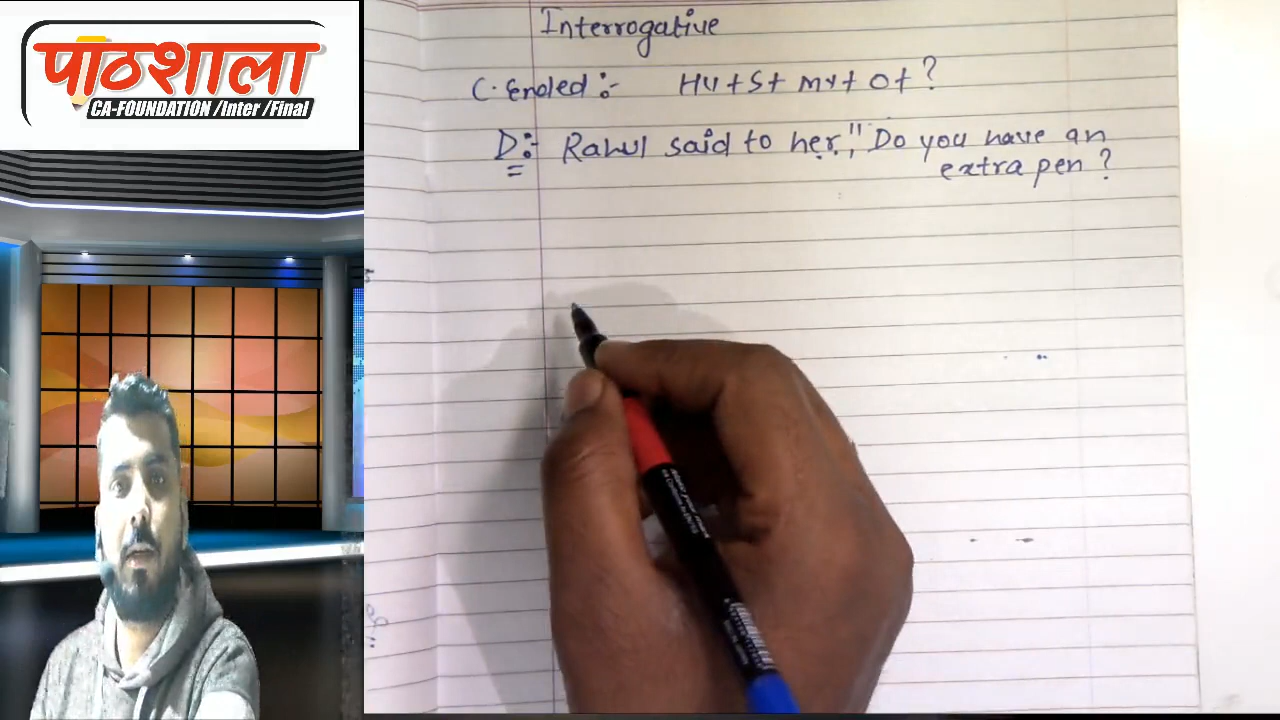 पाठशाला
CA-FOUNDATION /Inter /Final
Interrogative
C. Ended :- HV + S + MV + O + ?
D:- Rahul said to her, "Do you have an
extra pen ?